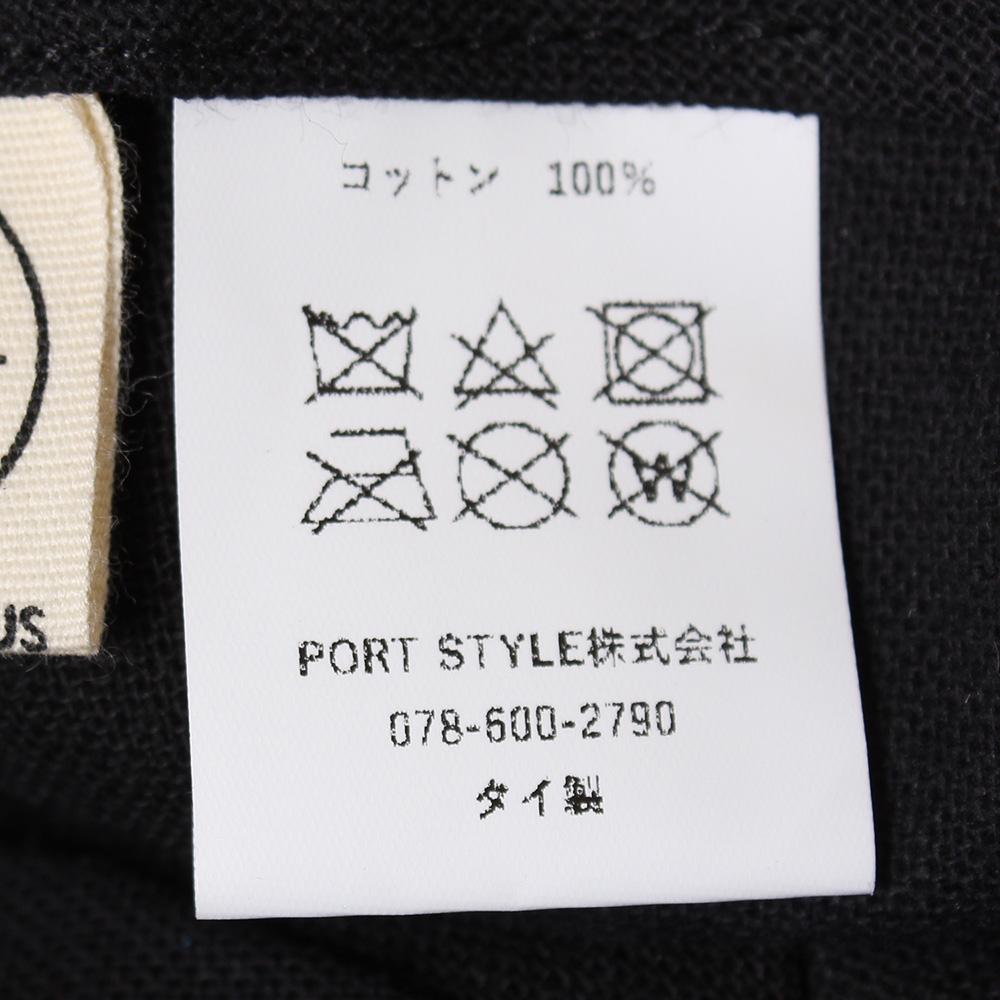 コットン 100%
W
PORT STYLE株式会社
078-600-2790
タイ製
US